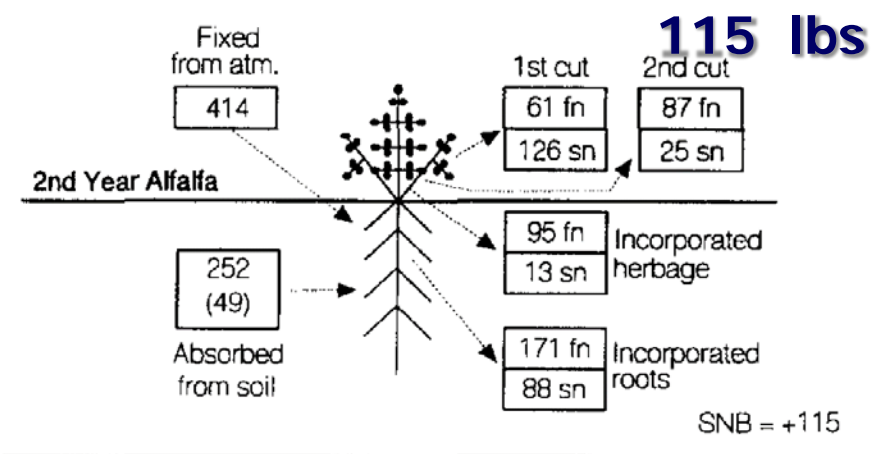 115 lbs
Fixed
from atm.
414
1st cut
61 fn
126 sn
2nd cut
87 fn
25 sn
2nd Year Alfalfa
95 fn
13 sn
Incorporated
herbage
252
(49)
Absorbed
from soil
171 fn
88 sn
Incorporated
roots
SNB = +115